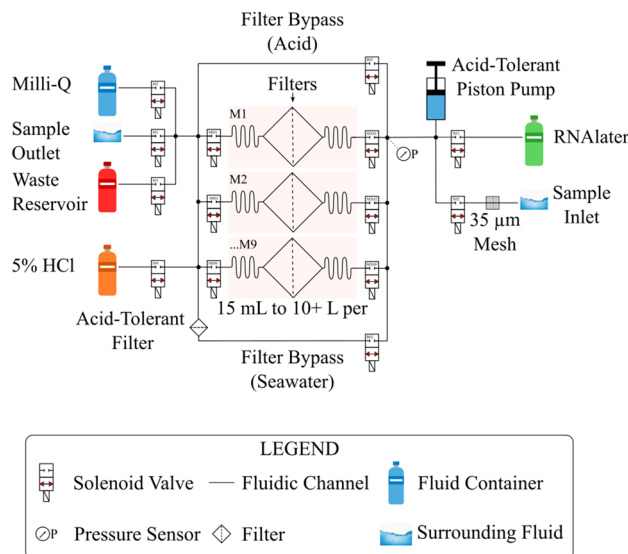 Filter Bypass
(Acid)
Milli-Q
Filters
Acid-Tolerant
Piston Pump
Sample
Outlet
M1
P
RNAlater
Waste
Reservoir
M2
35 µm
Mesh
Sample
Inlet
5% HCl
...M9
15 mL to 10+ L per
Acid-Tolerant
Filter
Filter Bypass
(Seawater)
LEGEND
Solenoid Valve
Fluidic Channel
Fluid Container
P
Pressure Sensor
Filter
Surrounding Fluid